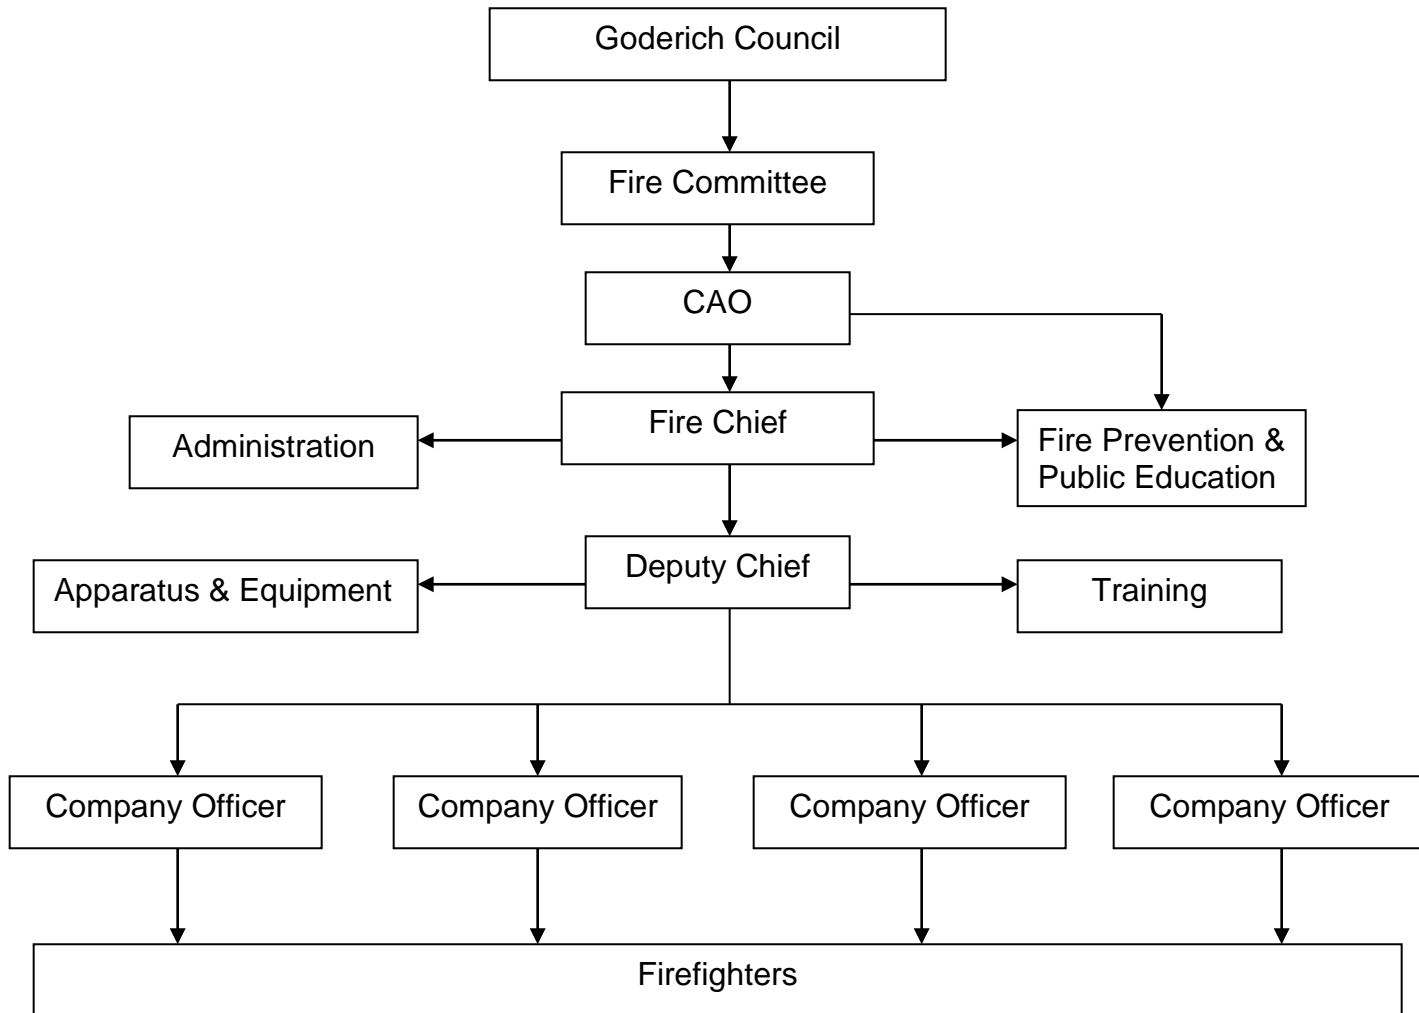 Goderich Council
Fire Committee
CAO
Fire Chief
Administration
Fire Prevention &
Public Education
Deputy Chief
Apparatus & Equipment
Training
Company Officer
Company Officer
Company Officer
Company Officer
Firefighters